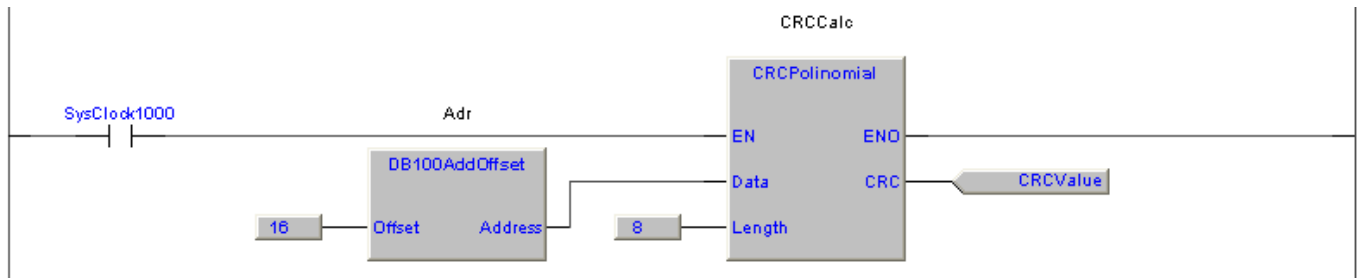 CRCCalc
CRCPolinomial
SysClock1000
Adr
EN ENO
DB100AddOffset
Data CRC CRCValue
16 Offset Address 8 Length